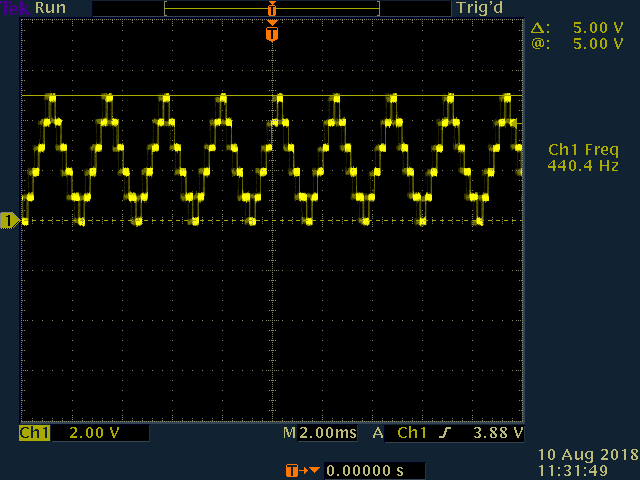 Tek Run Trig'd
T
T
Δ: 5.00 V
@: 5.00 V
Ch1 Freq
440.4 Hz
1
Ch1 2.00 V M 2.00ms A Ch1 3.88 V
T 0.00000 s
10 Aug 2018
11:31:49